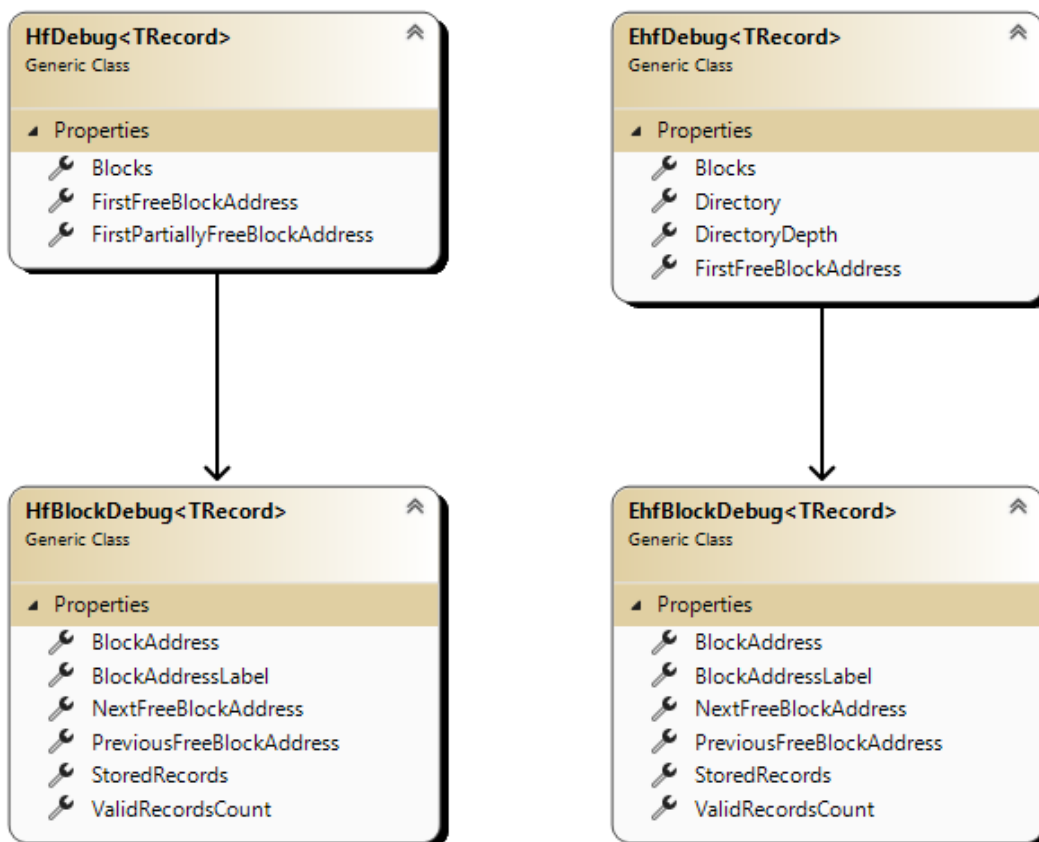 HfDebug<TRecord>
Generic Class
Properties
Blocks
FirstFreeBlockAddress
FirstPartiallyFreeBlockAddress
EhfDebug<TRecord>
Generic Class
Properties
Blocks
Directory
DirectoryDepth
FirstFreeBlockAddress
HfBlockDebug<TRecord>
Generic Class
Properties
BlockAddress
BlockAddressLabel
NextFreeBlockAddress
PreviousFreeBlockAddress
StoredRecords
ValidRecordsCount
EhfBlockDebug<TRecord>
Generic Class
Properties
BlockAddress
BlockAddressLabel
NextFreeBlockAddress
PreviousFreeBlockAddress
StoredRecords
ValidRecordsCount